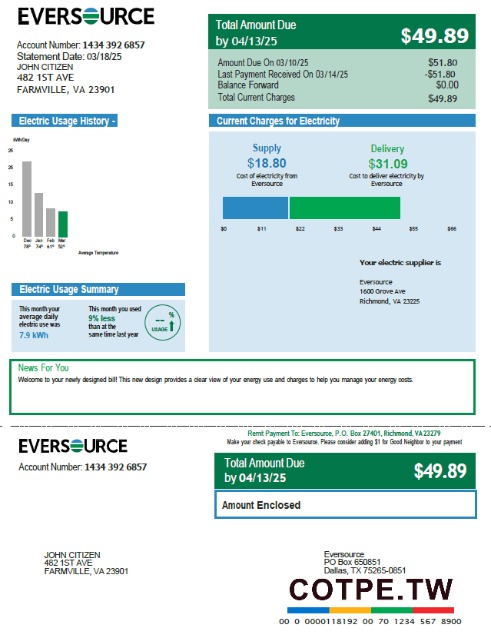 EVERSOURCE
Account Number: 1434 392 6857
Statement Date: 03/18/25
JOHN CITIZEN
482 1ST AVE
FARMVILLE, VA 23901
Total Amount Due
by 04/13/25
$49.89
Amount Due On 03/10/25 $51.80
Last Payment Received On 03/14/25 -$51.80
Balance Forward $0.00
Total Current Charges $49.89
Electric Usage History -
kWh/Day
25
20
15
10
5
0
Dec Jan Feb Mar
Average Temperature
Current Charges for Electricity
Supply
$18.80
Cost of electricity from
Eversource
Delivery
$31.09
Cost to deliver electricity by
Eversource
$0 $11 $22 $33 $44 $55 $66
Your electric supplier is
Eversource
1600 Grove Ave
Richmond, VA 23225
Electric Usage Summary
This month your
average daily
electric use was
7.9 kWh
This month you used
9% less
than at the
same time last year
%
--
USAGE
News For You
Welcome to your newly designed bill! This new design provides a clear view of your energy use and charges to help you manage your energy costs.
Remit Payment To: Eversource, P.O. Box 27401, Richmond, VA 23279
Make your check payable to Eversource. Please consider adding $1 for Good Neighbor to your payment
EVERSOURCE
Account Number: 1434 392 6857
Total Amount Due
by 04/13/25
$49.89
Amount Enclosed
JOHN CITIZEN
482 1ST AVE
FARMVILLE, VA 23901
Eversource
PO Box 650851
Dallas, TX 75265-0851
COTPE.TW
00 0 0000118192 00 70 1234 567 8900